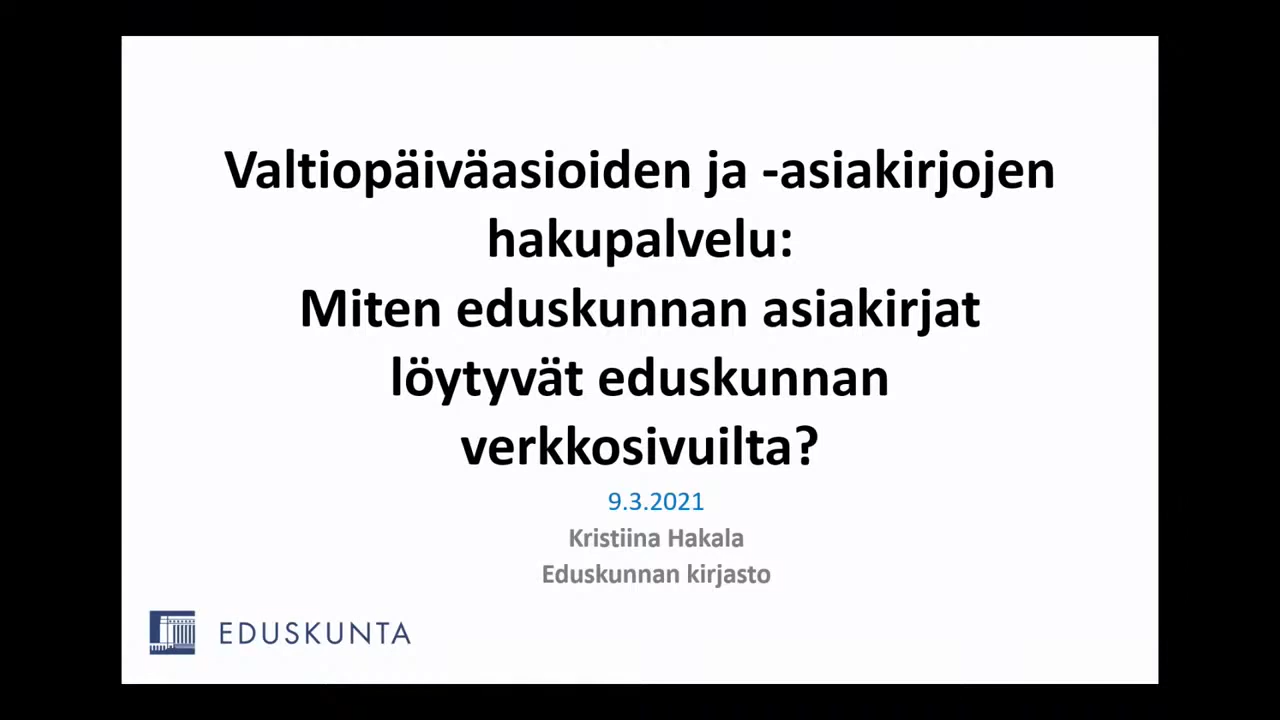 Valtiopäiväasioiden ja -asiakirjojen
hakupalvelu:
Miten eduskunnan asiakirjat
löytyvät eduskunnan
verkkosivuilta?
9.3.2021
Kristiina Hakala
Eduskunnan kirjasto
EDUSKUNTA